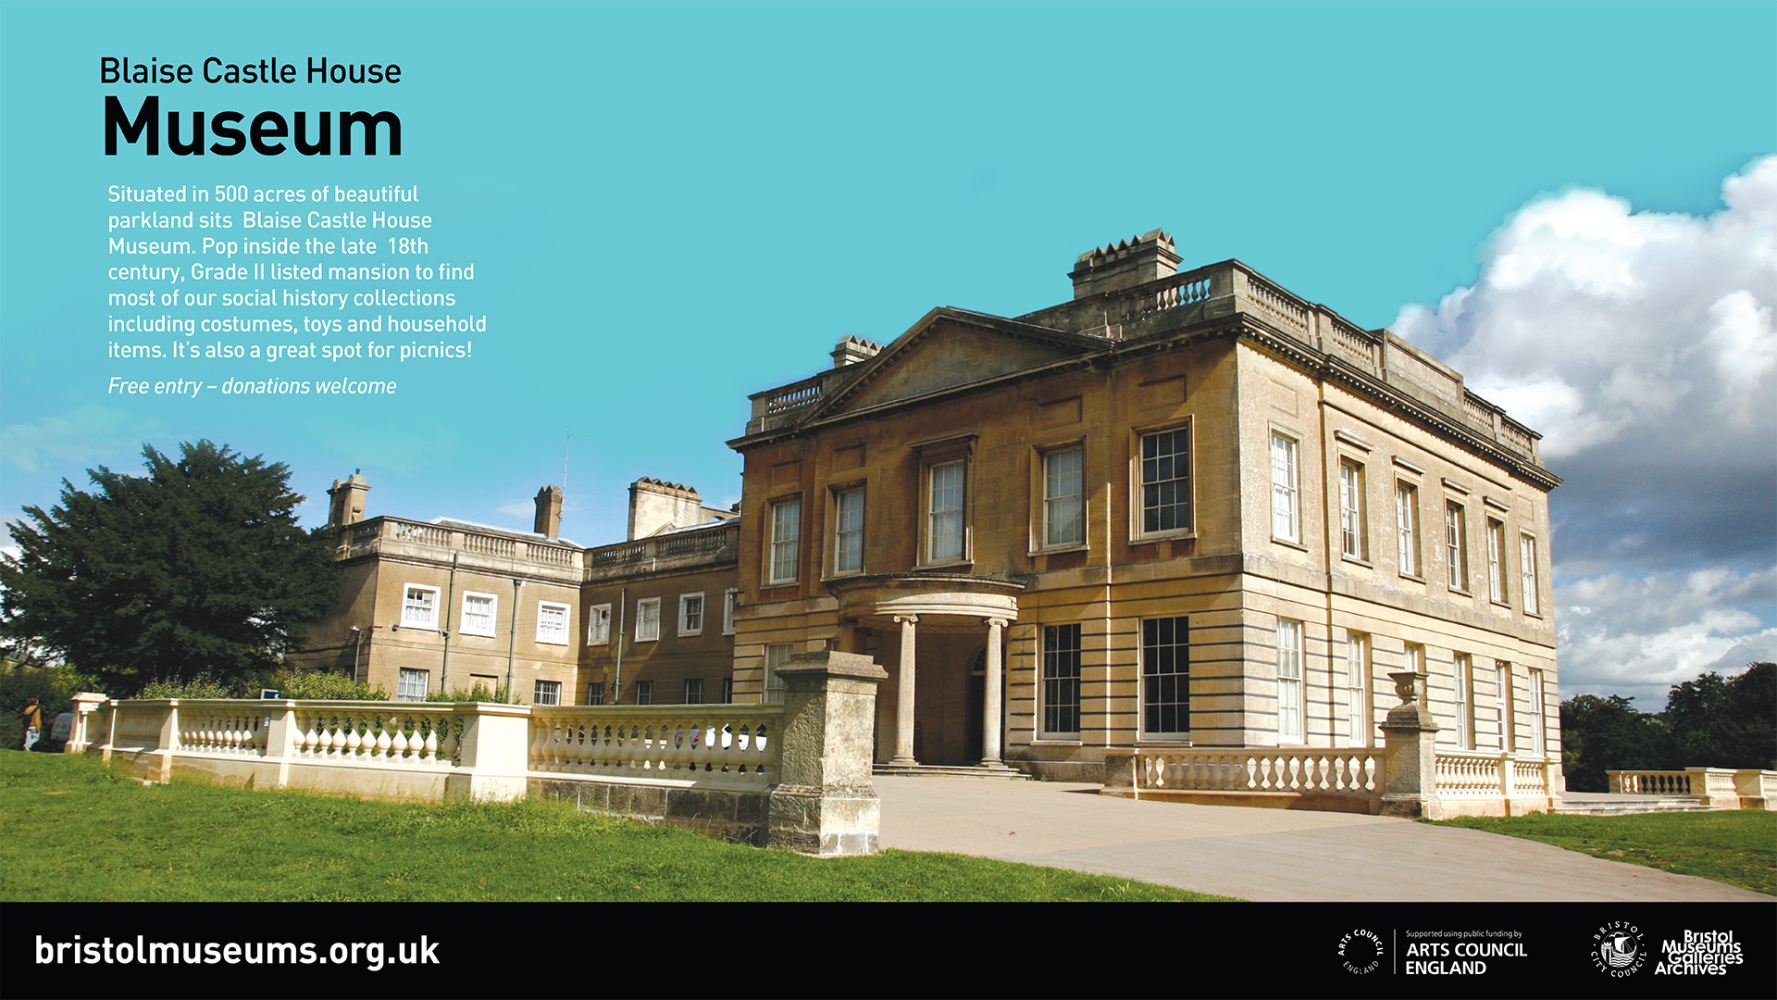 Blaise Castle House
Museum
Situated in 500 acres of beautiful
parkland sits Blaise Castle House
Museum. Pop inside the late 18th
century, Grade II listed mansion to find
most of our social history collections
including costumes, toys and household
items. It's also a great spot for picnics!
Free entry – donations welcome
bristolmuseums.org.uk
ARTS COUNCIL
ENGLAND
Supported using public funding by
ARTS COUNCIL
ENGLAND
BRISTOL
CITY COUNCIL
Bristol
Museums
Galleries
Archives